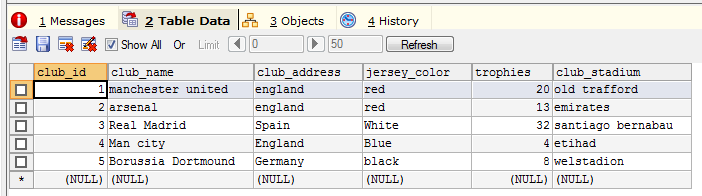 1 Messages 2 Table Data 3 Objects 4 History
Show All Or Limit 0 50 Refresh
club_id club_name club_address jersey_color trophies club_stadium
1 manchester united england red 20 old trafford
2 arsenal england red 13 emirates
3 Real Madrid Spain White 32 santiago bernabau
4 Man city England Blue 4 etihad
5 Borussia Dortmound Germany black 8 welstadion
* (NULL) (NULL) (NULL) (NULL) (NULL) (NULL)